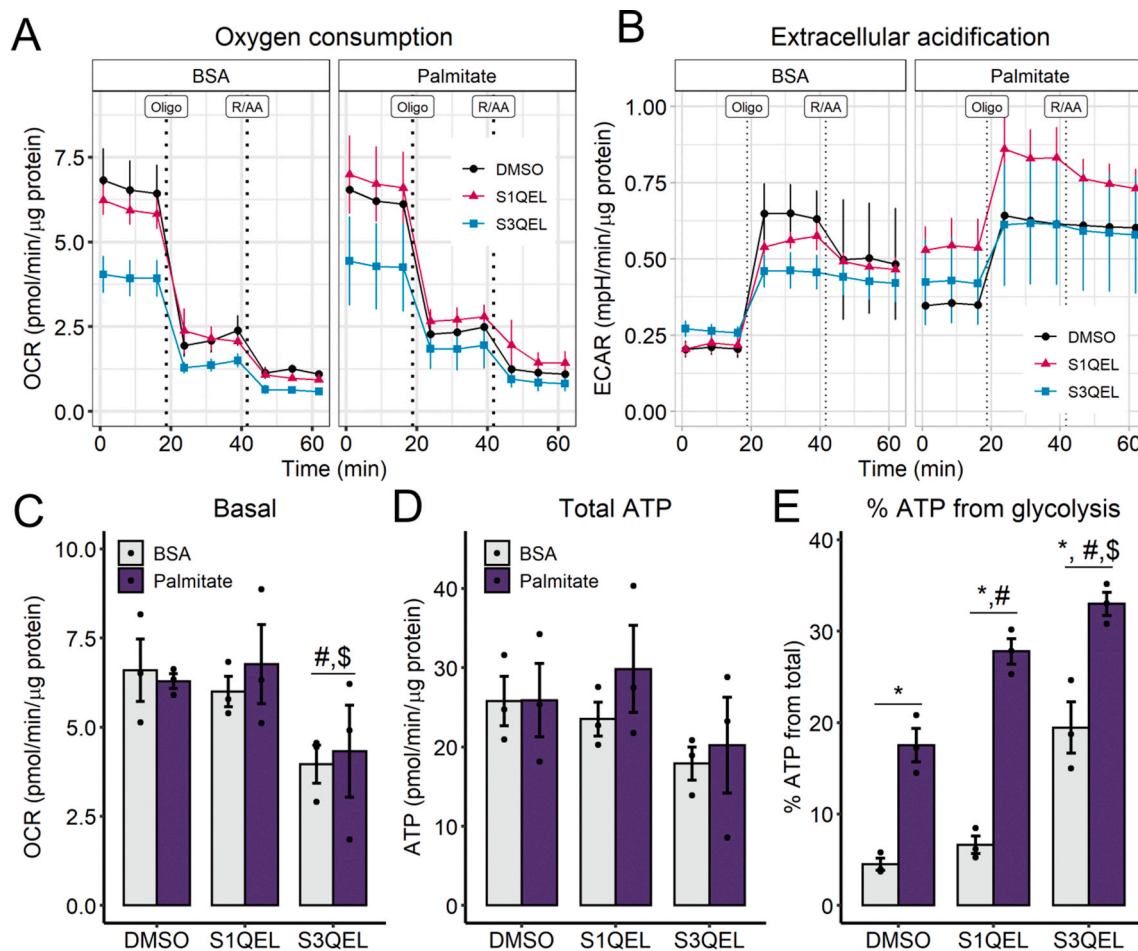 A
Oxygen consumption
BSA
Palmitate
Oligo
R/AA
Oligo
R/AA
DMSO
S1QEL
S3QEL
OCR (pmol/min/μg protein)
7.5
5.0
2.5
0.0
0
20
40
60
0
20
40
60
Time (min)
B
Extracellular acidification
BSA
Palmitate
Oligo
R/AA
Oligo
R/AA
DMSO
S1QEL
S3QEL
ECAR (mpH/min/μg protein)
1.00
0.75
0.50
0.25
0.00
0
20
40
60
0
20
40
60
Time (min)
C
Basal
BSA
Palmitate
#,$
OCR (pmol/min/μg protein)
10.0
7.5
5.0
2.5
0.0
DMSO
S1QEL
S3QEL
D
Total ATP
BSA
Palmitate
ATP (pmol/min/μg protein)
40
30
20
10
0
DMSO
S1QEL
S3QEL
E
% ATP from glycolysis
*
*,#
*, #,$
% ATP from total)
40
30
20
10
0
DMSO
S1QEL
S3QEL